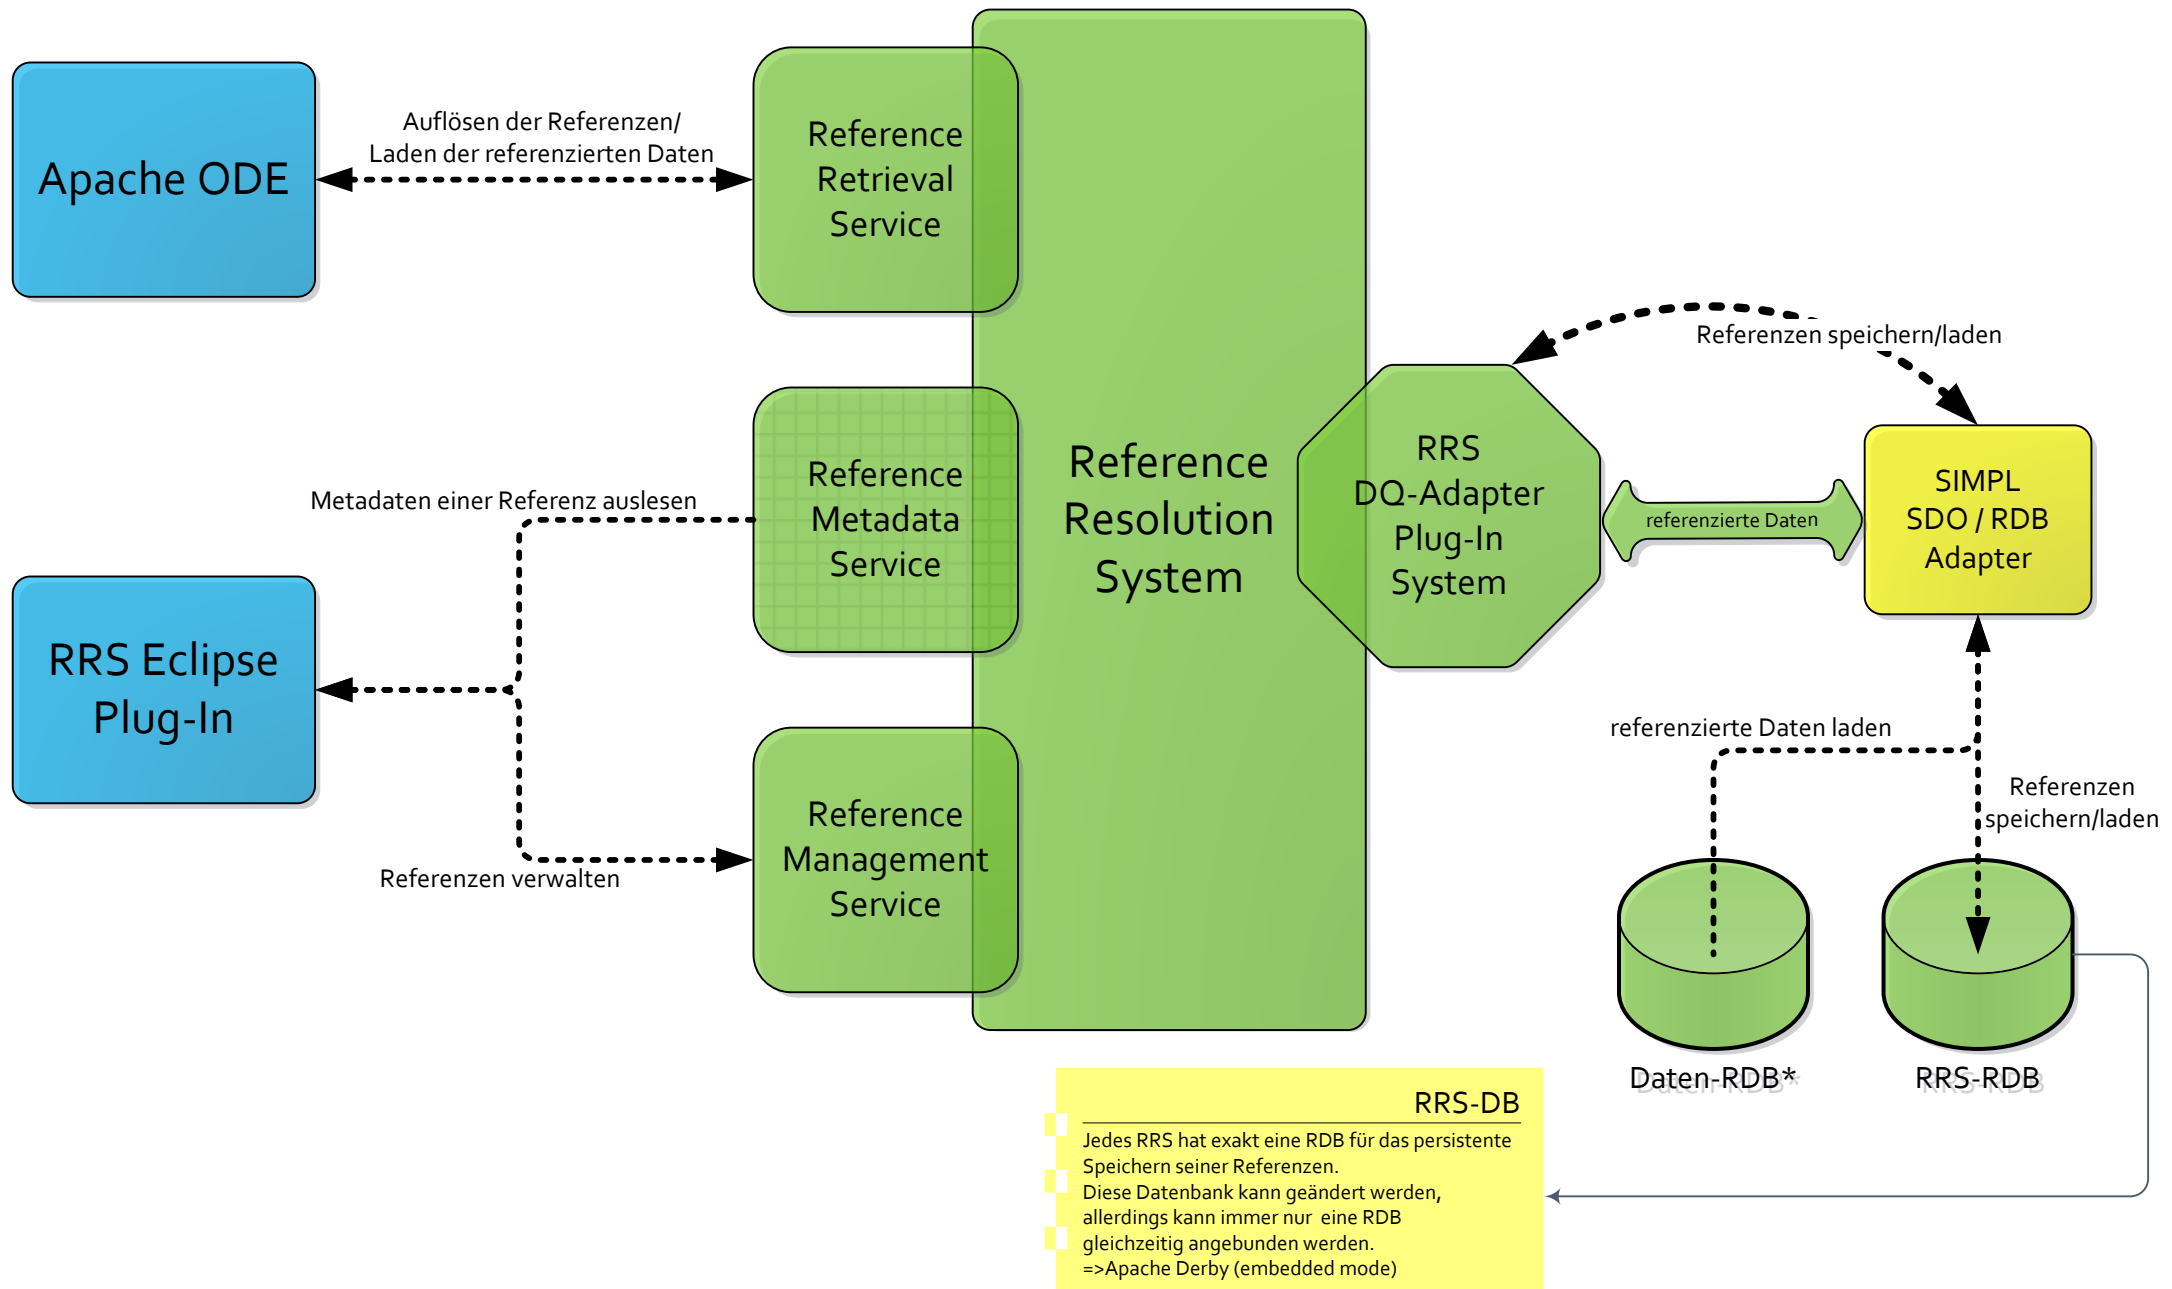 Apache ODE
Auflösen der Referenzen/
Laden der referenzierten Daten
Reference
Retrieval
Service
Metadaten einer Referenz auslesen
Reference
Metadata
Service
RRS Eclipse
Plug-In
Referenzen verwalten
Reference
Management
Service
Reference
Resolution
System
RRS
DQ-Adapter
Plug-In
System
Referenzen speichern/laden
referenzierte Daten
SIMPL
SDO / RDB
Adapter
referenzierte Daten laden
Referenzen
speichern/laden
Daten-RDB*
RRS-RDB
RRS-DB
Jedes RRS hat exakt eine RDB für das persistente
Speichern seiner Referenzen.
Diese Datenbank kann geändert werden,
allerdings kann immer nur  eine RDB
gleichzeitig angebunden werden.
=>Apache Derby (embedded mode)